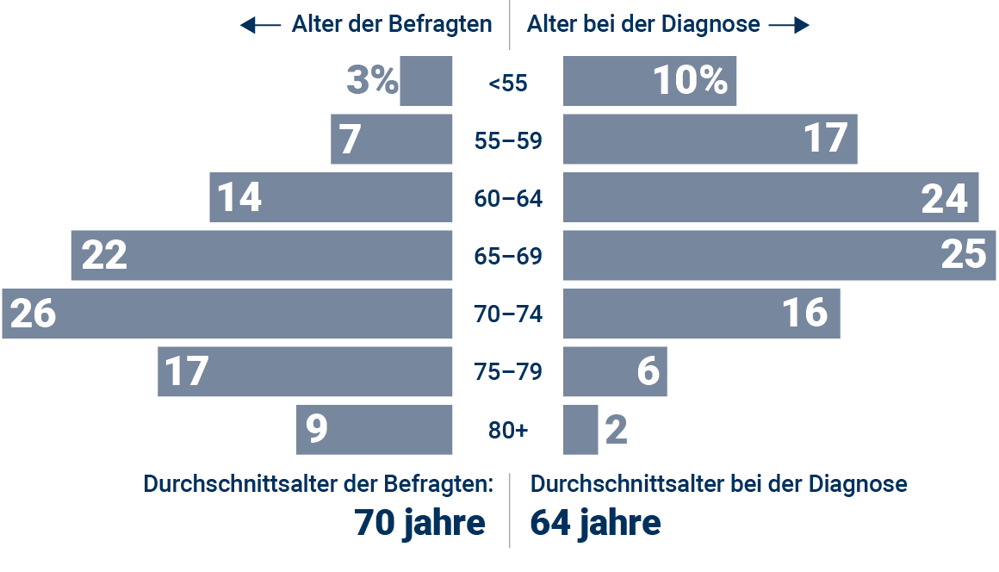 Alter der Befragten Alter bei der Diagnose
3% <55 10%
7 55–59 17
14 60–64 24
22 65–69 25
26 70–74 16
17 75–79 6
9 80+ 2
Durchschnittsalter der Befragten: Durchschnittsalter bei der Diagnose
70 jahre 64 jahre